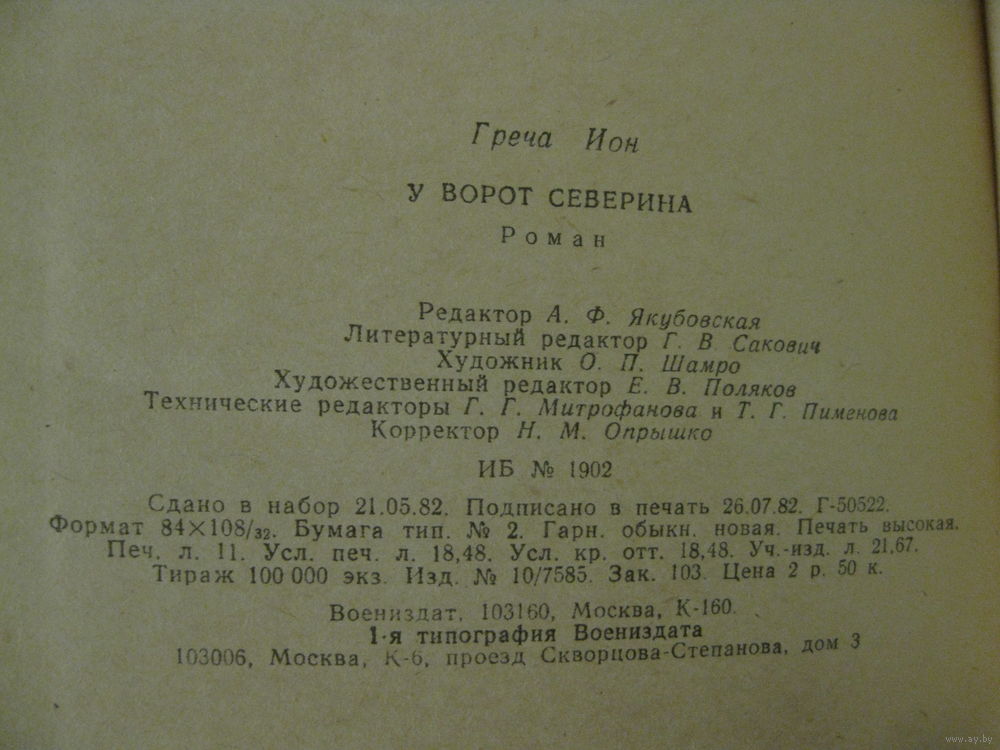 Греча Ион
У ВОРОТ СЕВЕРИНА
Роман
Редактор А. Ф. Якубовская
Литературный редактор Г. В. Сакович
Художник О. П. Шамро
Художественный редактор Е. В. Поляков
Технические редакторы Г. Г. Митрофанова и Т. Г. Пименова
Корректор Н. М. Опрышко
ИБ № 1902
Сдано в набор 21.05.82. Подписано в печать 26.07.82. Г-50522.
Формат 84×108/32. Бумага тип. № 2. Гарн. обыкн. новая. Печать высокая.
Печ. л. 11. Усл. печ. л. 18,48. Усл. кр. отт. 18,48. Уч.-изд. л. 21,67.
Тираж 100 000 экз. Изд. № 10/7585. Зак. 103. Цена 2 р. 50 к.
Воениздат, 103160, Москва, К-160.
1-я типография Воениздата
103006, Москва, К-6, проезд Скворцова-Степанова, дом 3
www.ay.by